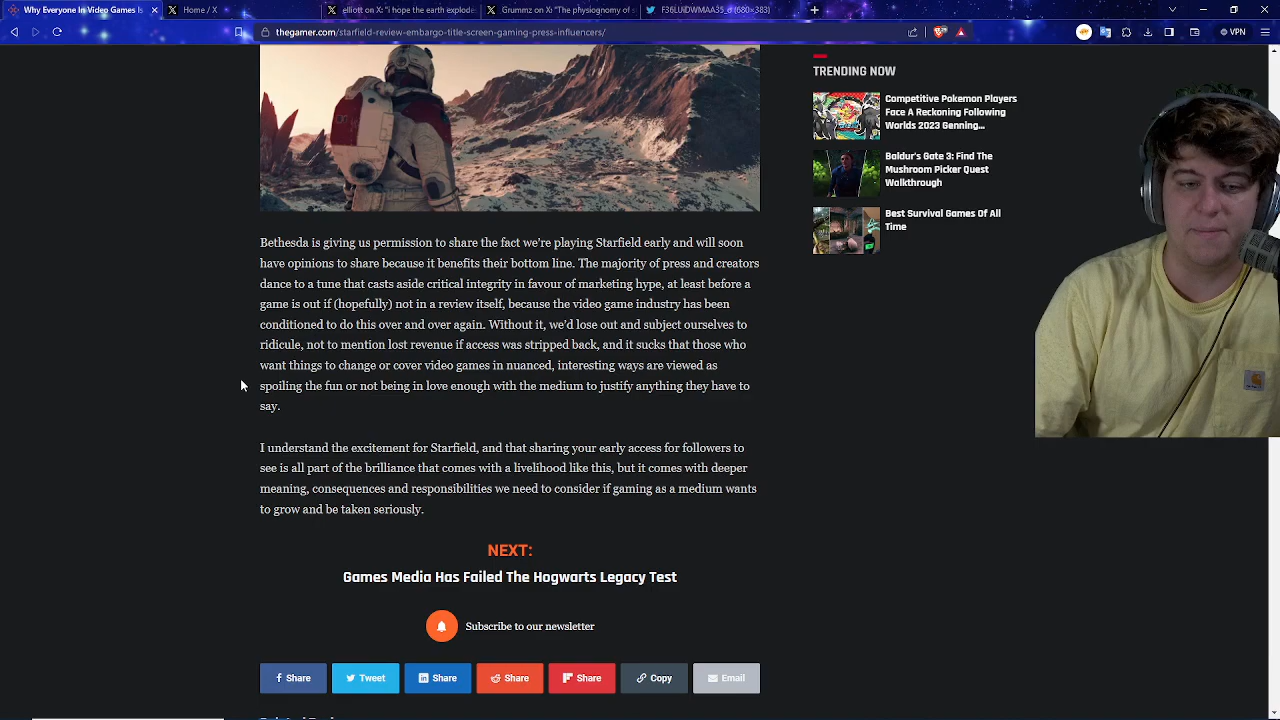 Why Everyone In Video Games Is
Home / X
elliott on X: "i hope the earth explode
Grummz on X: "The physiognomy of s
(680×383)
thegamer.com/starfield-review-embargo-title-screen-gaming-press-influencers/
VPN
TRENDING NOW
Competitive Pokemon Players
Face A Reckoning Following
Worlds 2023 Genning...
Baldur's Gate 3: Find The
Mushroom Picker Quest
Walkthrough
Best Survival Games Of All
Time
Bethesda is giving us permission to share the fact we're playing Starfield early and will soon
have opinions to share because it benefits their bottom line. The majority of press and creators
dance to a tune that casts aside critical integrity in favour of marketing hype, at least before a
game is out if (hopefully) not in a review itself, because the video game industry has been
conditioned to do this over and over again. Without it, we'd lose out and subject ourselves to
ridicule, not to mention lost revenue if access was stripped back, and it sucks that those who
want things to change or cover video games in nuanced, interesting ways are viewed as
spoiling the fun or not being in love enough with the medium to justify anything they have to
say.
I understand the excitement for Starfield, and that sharing your early access for followers to
see is all part of the brilliance that comes with a livelihood like this, but it comes with deeper
meaning, consequences and responsibilities we need to consider if gaming as a medium wants
to grow and be taken seriously.
NEXT:
Games Media Has Failed The Hogwarts Legacy Test
Subscribe to our newsletter
Share
Tweet
Share
Share
Share
Copy
Email